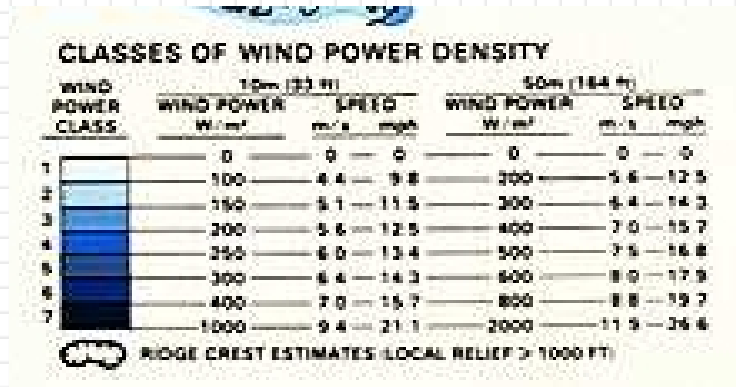 CLASSES OF WIND POWER DENSITY
WIND POWER CLASS
10m (33 ft) 50m (164 ft)
WIND POWER SPEED WIND POWER SPEED
W/m² m/s mph W/m² m/s mph
0 0 0 0 0 0
1
100 4.4 9.8 200 5.6 12.5
2
150 5.1 11.5 300 6.4 14.3
3
200 5.6 12.5 400 7.0 15.7
4
250 6.0 13.4 500 7.5 16.8
5
300 6.4 14.3 600 8.0 17.9
6
400 7.0 15.7 800 8.8 19.7
7
1000 9.4 21.1 2000 11.9 26.6
RIDGE CREST ESTIMATES (LOCAL RELIEF > 1000 FT)